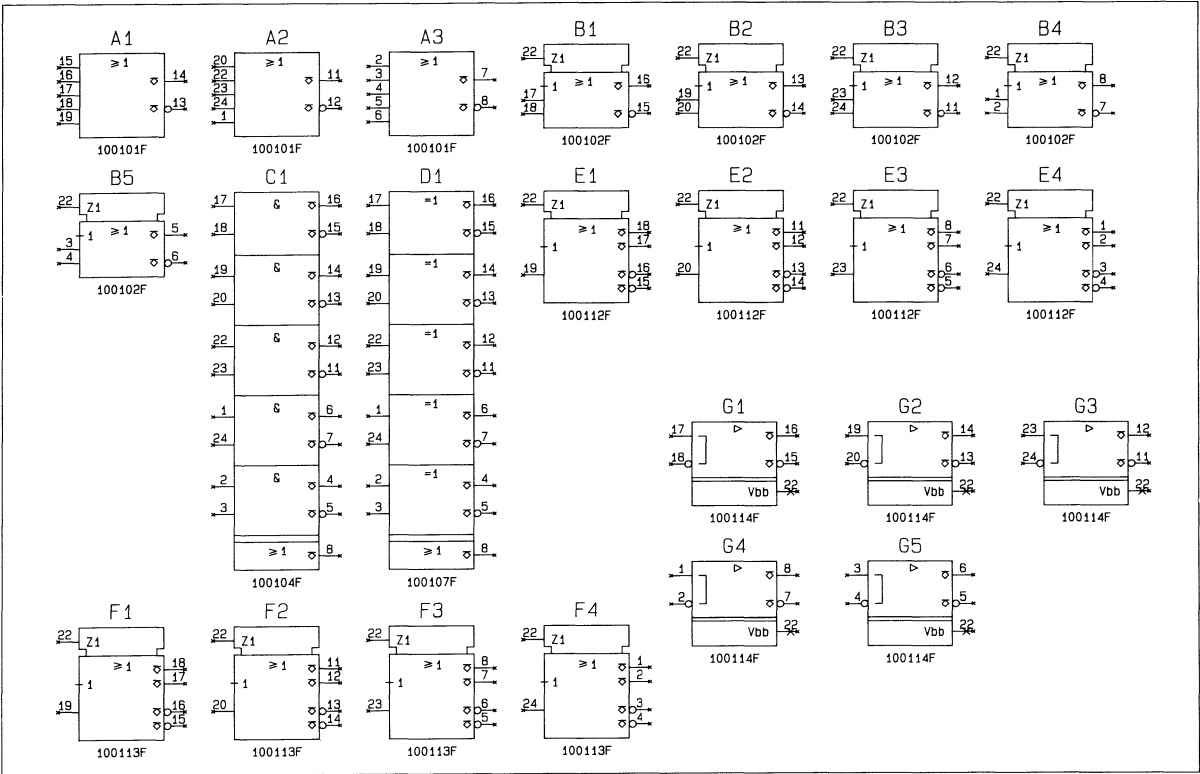 A1 A2 A3 B1 B2 B3 B4
15 ≥1 14
16
17 13
18
19
100101F
20 ≥1 11
22
23
24 12
1
100101F
2 ≥1 7
3
4
5 8
6
100101F
22 Z1
1 ≥1 16
17
18 15
100102F
22 Z1
1 ≥1 13
19
20 14
100102F
22 Z1
1 ≥1 12
23
24 11
100102F
22 Z1
1 ≥1 8
1
2 7
100102F
B5 C1 D1 E1 E2 E3 E4
22 Z1
1 ≥1 5
3
4 6
100102F
17 & 16
18 15
19 & 14
20 13
22 & 12
23 11
1 & 6
24 7
2 & 4
3 5
≥1 8
100104F
17 =1 16
18 15
19 =1 14
20 13
22 =1 12
23 11
1 =1 6
24 7
2 =1 4
3 5
≥1 8
100107F
22 Z1
≥1 18
1 17
19 16
15
100112F
22 Z1
≥1 11
1 12
20 13
14
100112F
22 Z1
≥1 8
1 7
23 6
5
100112F
22 Z1
≥1 1
1 2
24 3
4
100112F
G1 G2 G3
17 16
18 15
Vbb 22
100114F
19 14
20 13
Vbb 22
100114F
23 12
24 11
Vbb 22
100114F
G4 G5
1 8
2 7
Vbb 22
100114F
3 6
4 5
Vbb 22
100114F
F1 F2 F3 F4
22 Z1
≥1 18
1 17
19 16
15
100113F
22 Z1
≥1 11
1 12
20 13
14
100113F
22 Z1
≥1 8
1 7
23 6
5
100113F
22 Z1
≥1 1
1 2
24 3
4
100113F